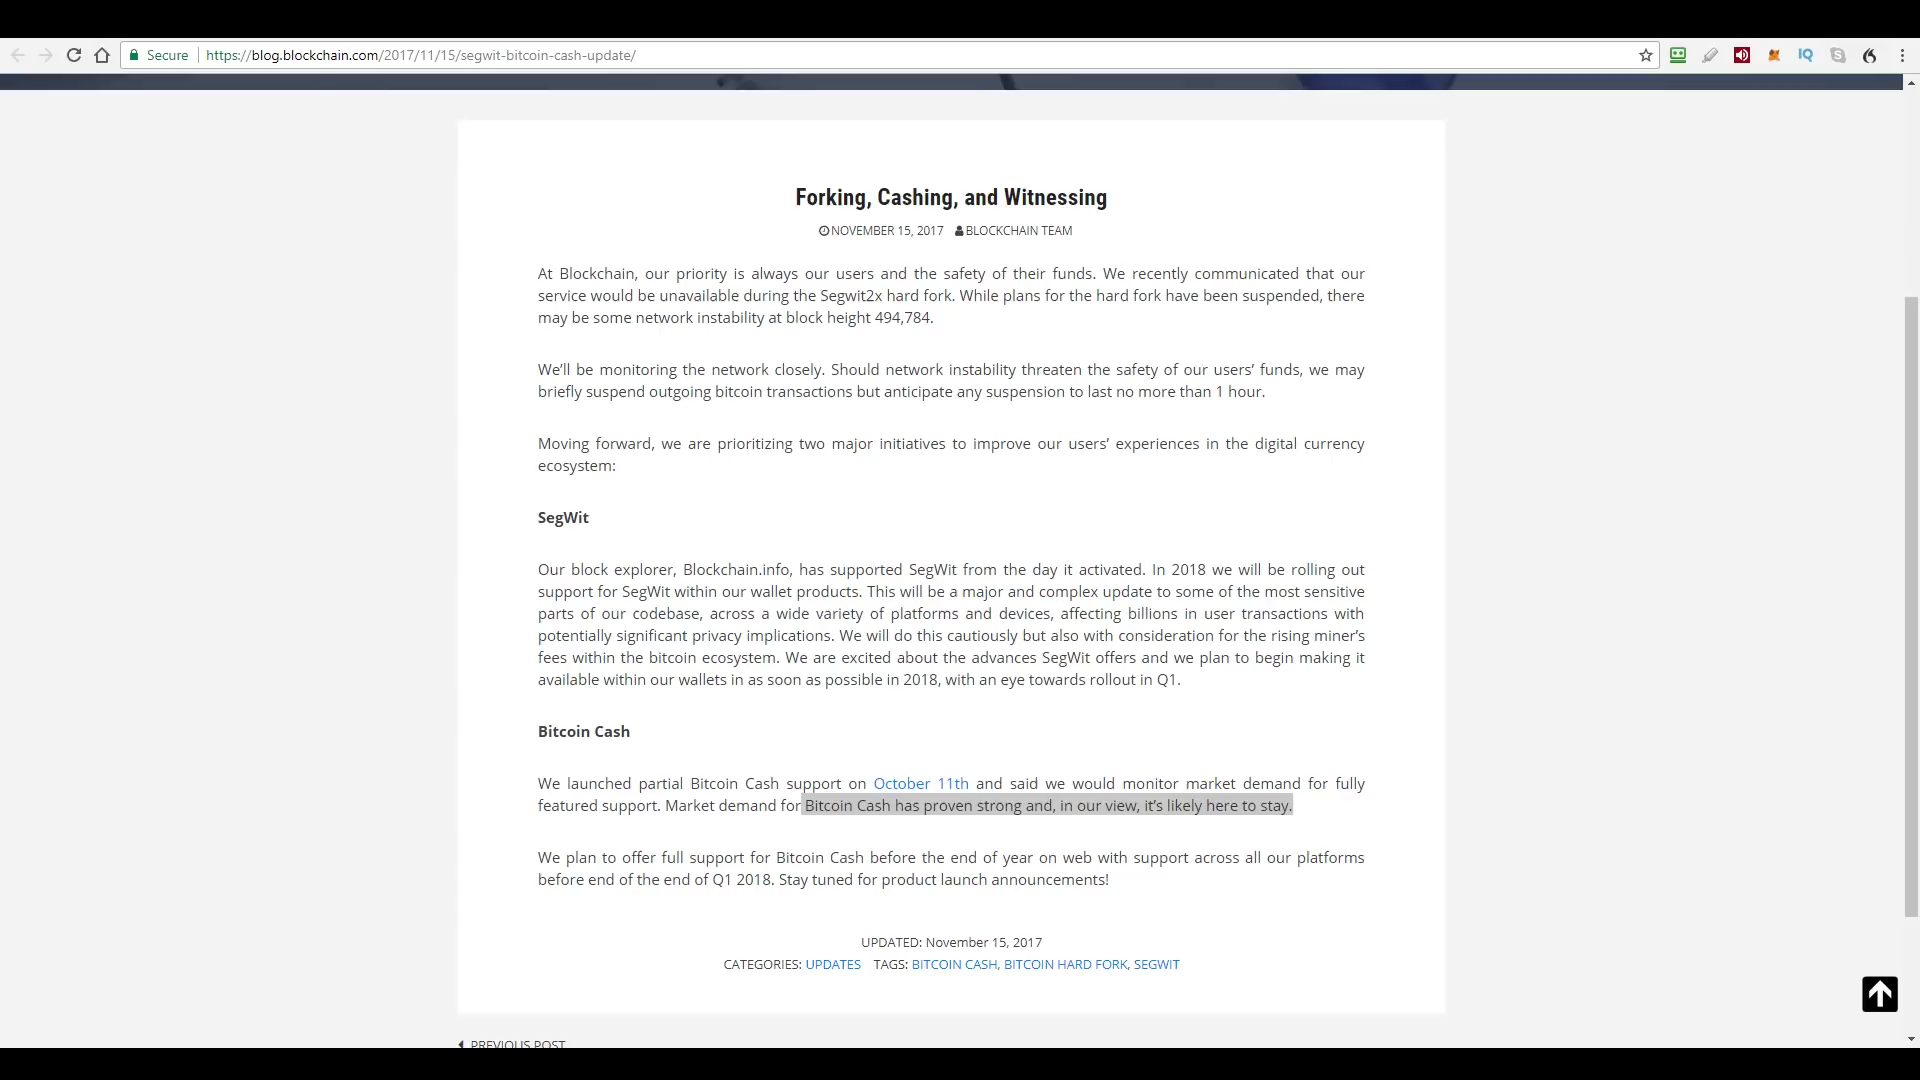 Secure https://blog.blockchain.com/2017/11/15/segwit-bitcoin-cash-update/
IQ
Forking, Cashing, and Witnessing
NOVEMBER 15, 2017 BLOCKCHAIN TEAM
At Blockchain, our priority is always our users and the safety of their funds. We recently communicated that our
service would be unavailable during the Segwit2x hard fork. While plans for the hard fork have been suspended, there
may be some network instability at block height 494,784.
We'll be monitoring the network closely. Should network instability threaten the safety of our users' funds, we may
briefly suspend outgoing bitcoin transactions but anticipate any suspension to last no more than 1 hour.
Moving forward, we are prioritizing two major initiatives to improve our users' experiences in the digital currency
ecosystem:
SegWit
Our block explorer, Blockchain.info, has supported SegWit from the day it activated. In 2018 we will be rolling out
support for SegWit within our wallet products. This will be a major and complex update to some of the most sensitive
parts of our codebase, across a wide variety of platforms and devices, affecting billions in user transactions with
potentially significant privacy implications. We will do this cautiously but also with consideration for the rising miner's
fees within the bitcoin ecosystem. We are excited about the advances SegWit offers and we plan to begin making it
available within our wallets in as soon as possible in 2018, with an eye towards rollout in Q1.
Bitcoin Cash
We launched partial Bitcoin Cash support on October 11th and said we would monitor market demand for fully
featured support. Market demand for Bitcoin Cash has proven strong and, in our view, it's likely here to stay.
We plan to offer full support for Bitcoin Cash before the end of year on web with support across all our platforms
before end of the end of Q1 2018. Stay tuned for product launch announcements!
UPDATED: November 15, 2017
CATEGORIES: UPDATES TAGS: BITCOIN CASH, BITCOIN HARD FORK, SEGWIT
PREVIOUS POST